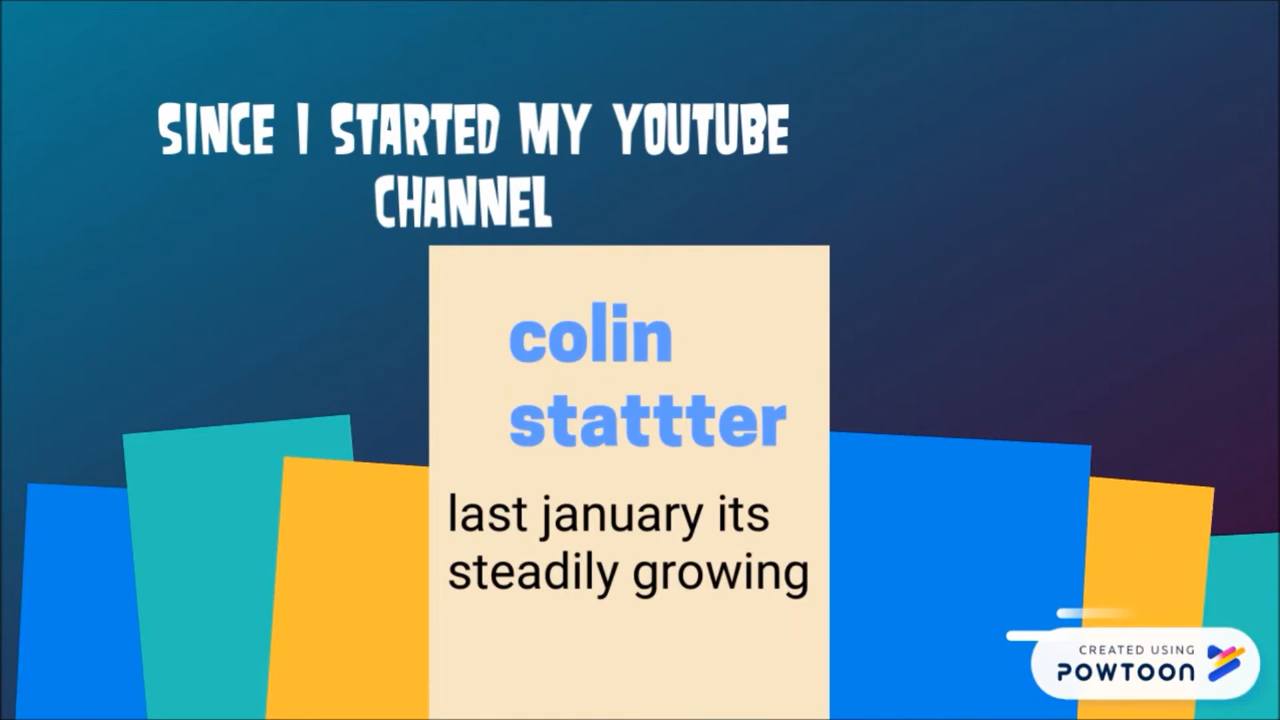 SINCE I STARTED MY YOUTUBE
CHANNEL
colin
stattter
last january its
steadily growing
CREATED USING
POWTOON